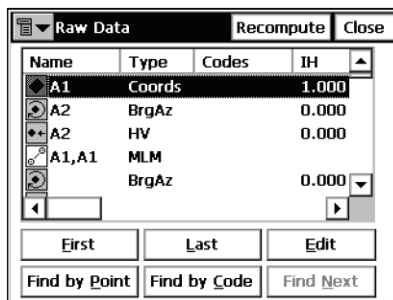 Raw Data Recompute Close
Name Type Codes IH
A1 Coords 1.000
A2 BrgAz 0.000
A2 HV 0.000
A1,A1 MLM
BrgAz 0.000
First Last Edit
Find by Point Find by Code Find Next